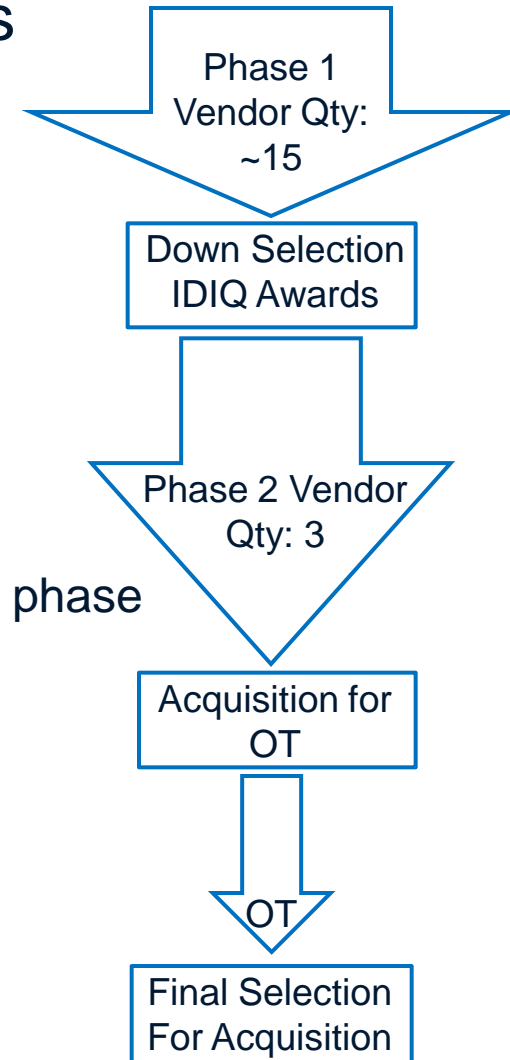 s
Phase 1
Vendor Qty:
~15
Down Selection
IDIQ Awards
Phase 2 Vendor
Qty: 3
phase
Acquisition for
OT
OT
Final Selection
For Acquisition